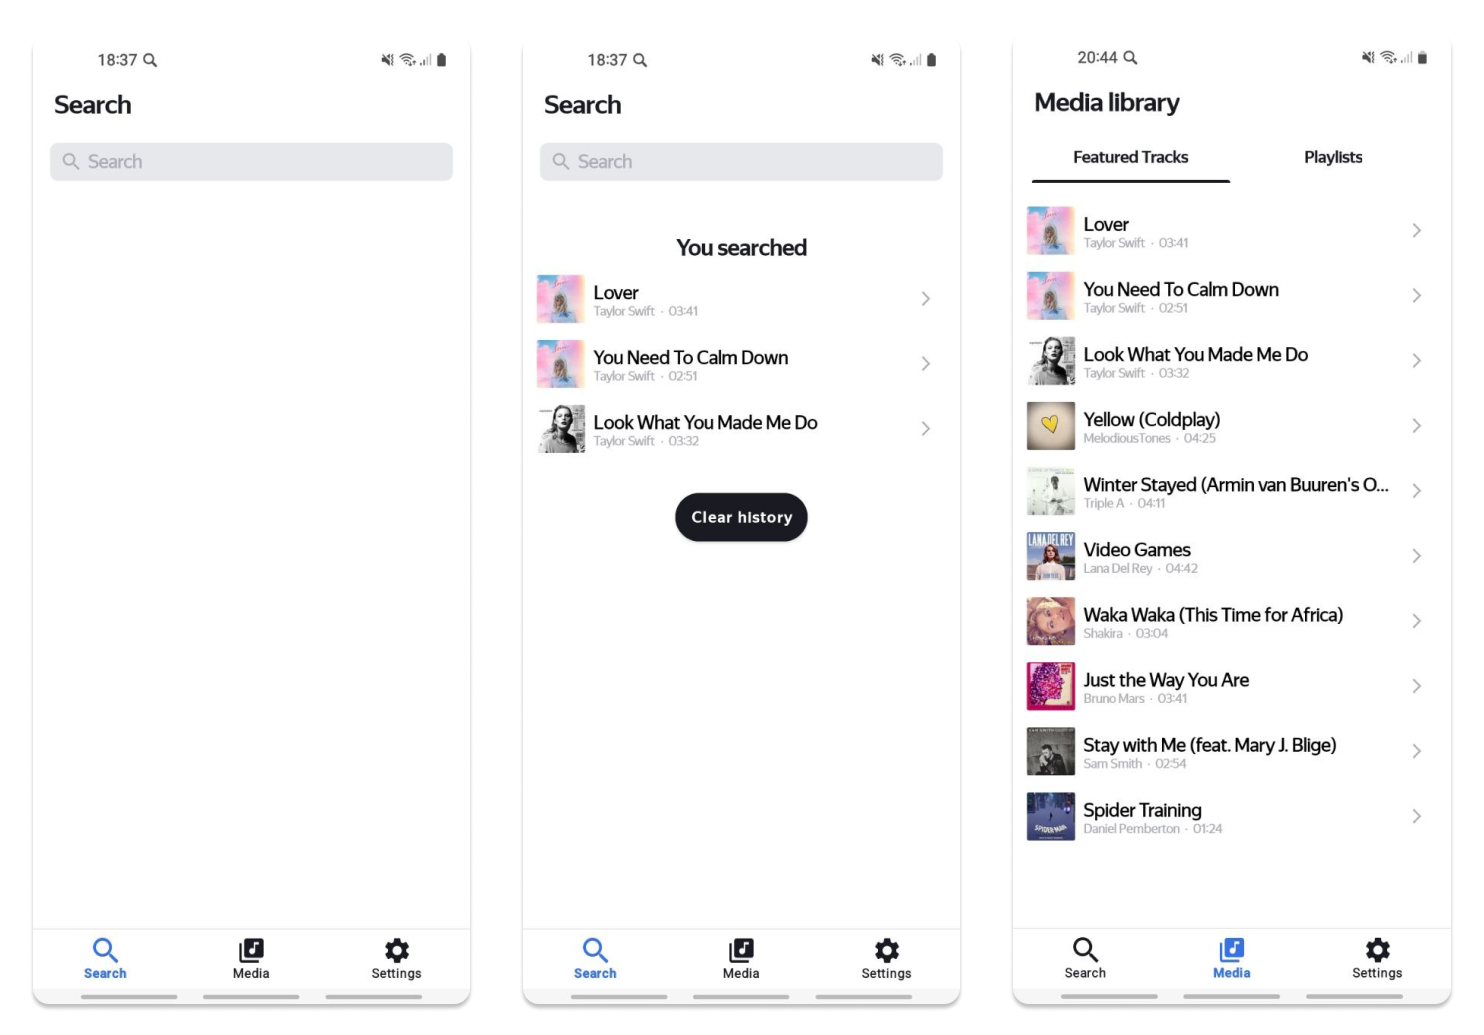 18:37
Search
Search
Search
Media
Settings
18:37
Search
Search
You searched
Lover
Taylor Swift · 03:41
You Need To Calm Down
Taylor Swift · 02:51
Look What You Made Me Do
Taylor Swift · 03:32
Clear history
Search
Media
Settings
20:44
Media library
Featured Tracks
Playlists
Lover
Taylor Swift · 03:41
You Need To Calm Down
Taylor Swift · 02:51
Look What You Made Me Do
Taylor Swift · 03:32
Yellow (Coldplay)
MelodiousTones · 04:25
Winter Stayed (Armin van Buuren's O...
Triple A · 04:11
LANA DEL REY
Video Games
Lana Del Rey · 04:42
Waka Waka (This Time for Africa)
Shakira · 03:04
Just the Way You Are
Bruno Mars · 03:41
Stay with Me (feat. Mary J. Blige)
Sam Smith · 02:54
SPIDER-MAN
Spider Training
Daniel Pemberton · 01:24
Search
Media
Settings